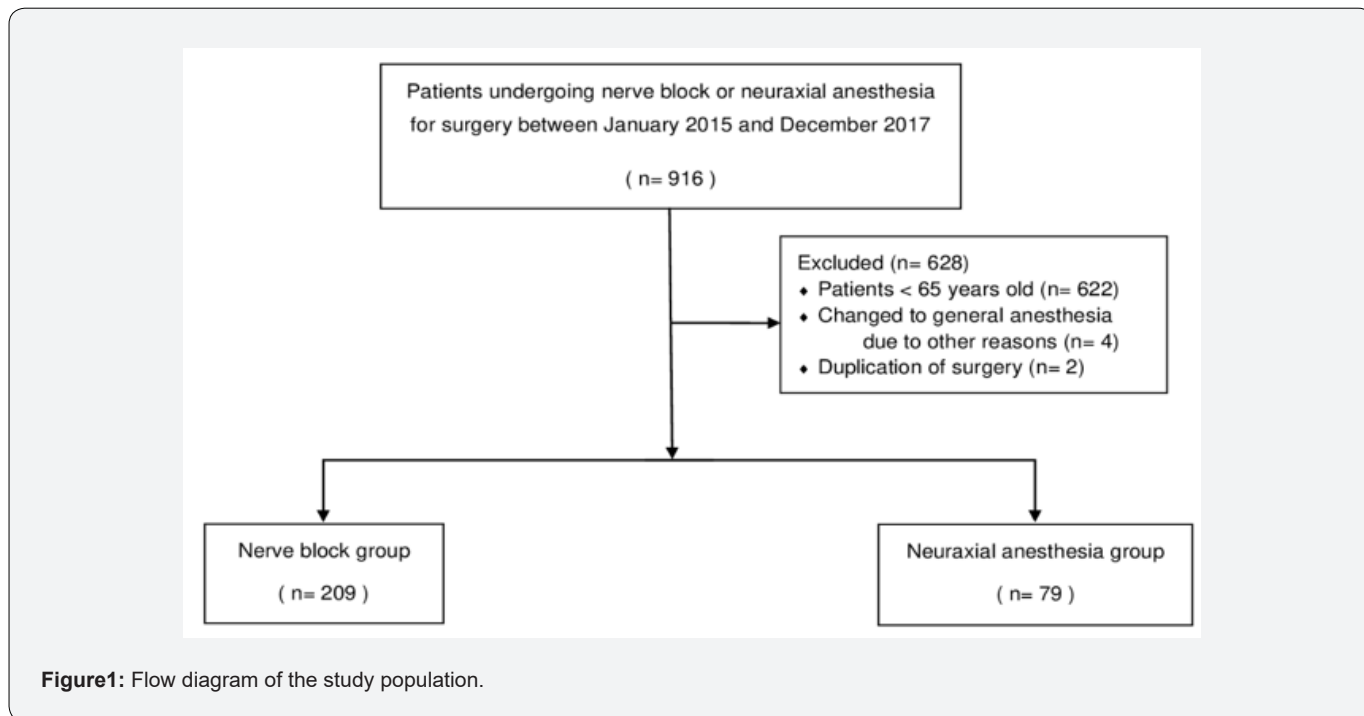 Patients undergoing nerve block or neuraxial anesthesia
for surgery between January 2015 and December 2017
( n= 916 )
Excluded (n= 628)
♦ Patients < 65 years old (n= 622)
♦ Changed to general anesthesia
due to other reasons (n= 4)
♦ Duplication of surgery (n= 2)
Nerve block group
( n= 209 )
Neuraxial anesthesia group
( n= 79 )
Figure1: Flow diagram of the study population.